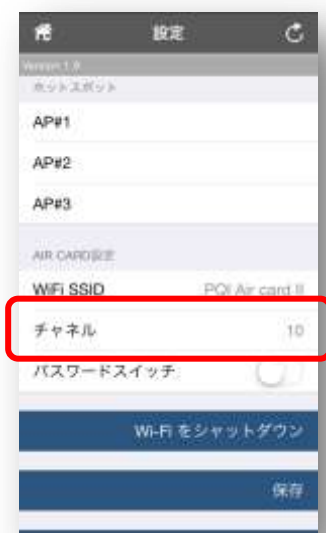 設定
Version 1.9
ホットスポット
AP#1
AP#2
AP#3
AIR CARD設定
WiFi SSID PQI Air card II
チャネル 10
パスワードスイッチ
Wi-Fi をシャットダウン
保存